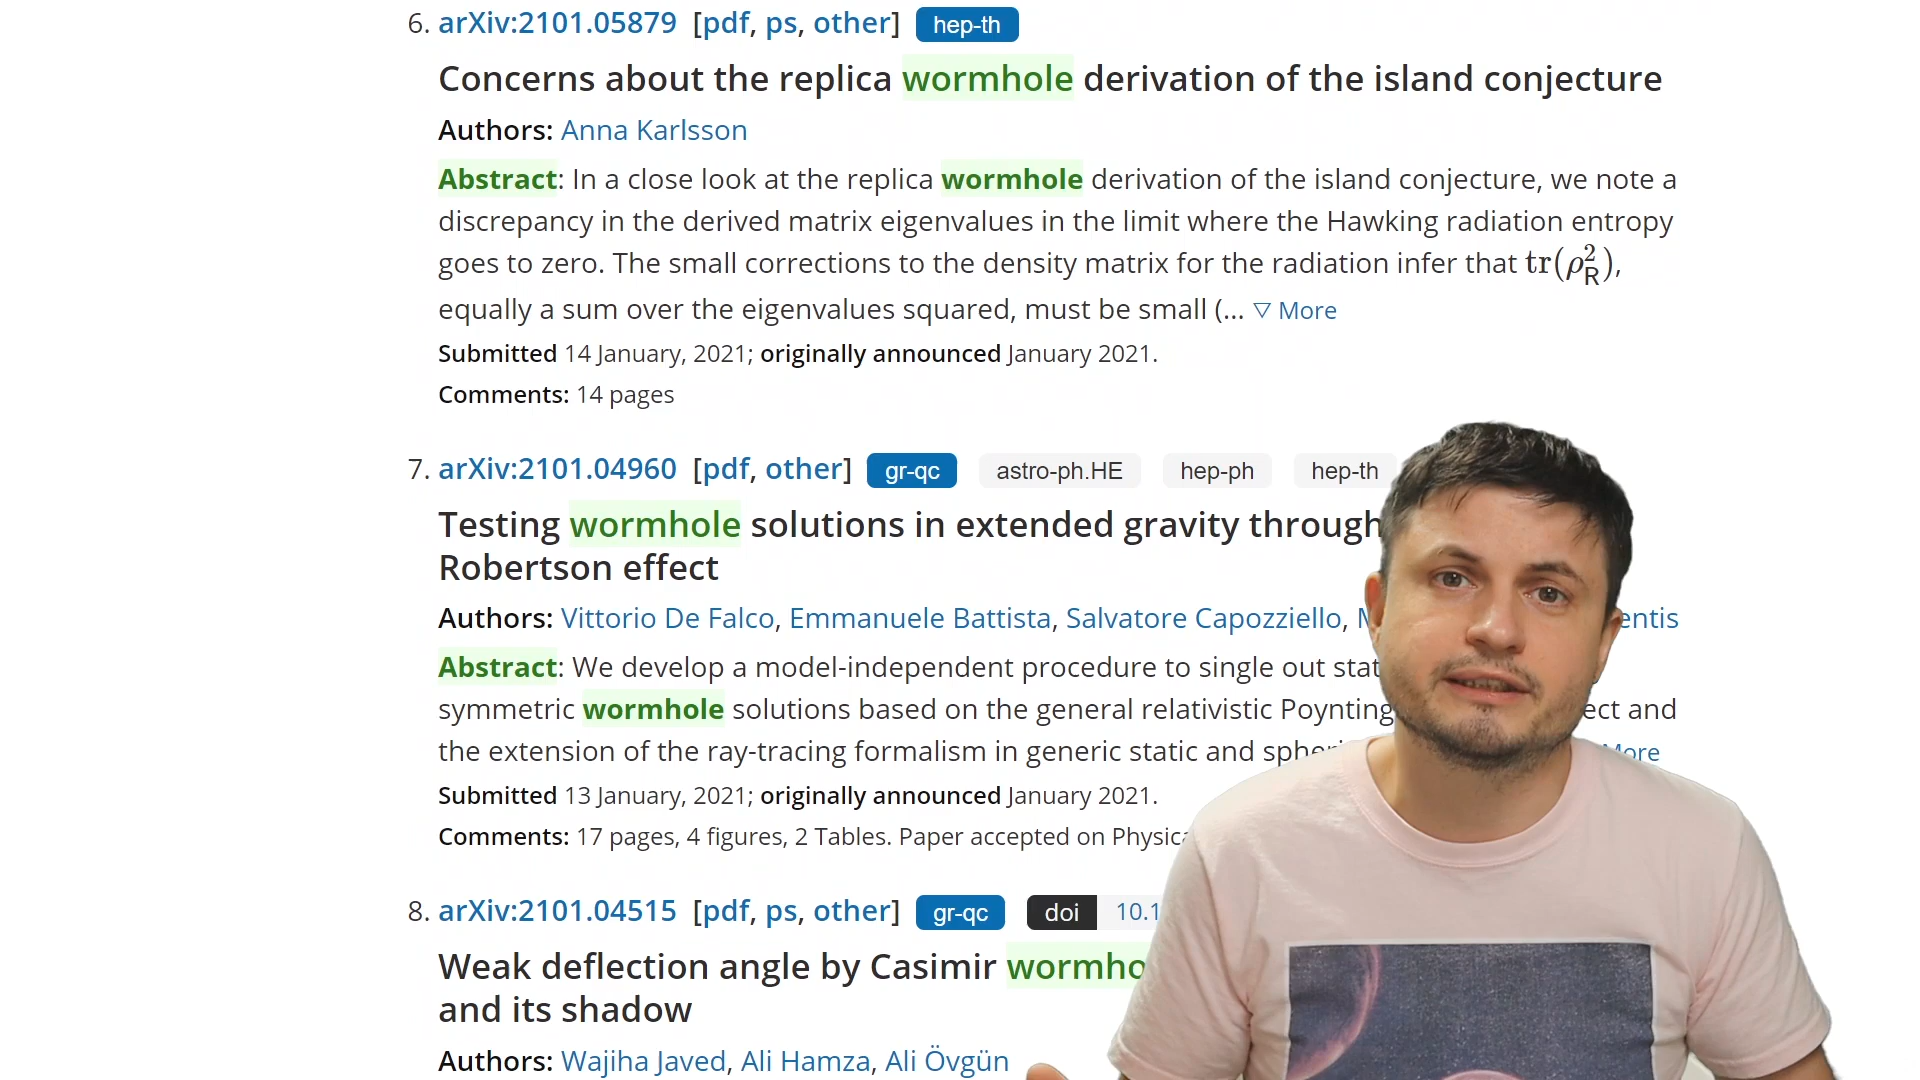 6. arXiv:2101.05879 [pdf, ps, other] hep-th
Concerns about the replica wormhole derivation of the island conjecture
Authors: Anna Karlsson
Abstract: In a close look at the replica wormhole derivation of the island conjecture, we note a
discrepancy in the derived matrix eigenvalues in the limit where the Hawking radiation entropy
goes to zero. The small corrections to the density matrix for the radiation infer that tr(ρ²_R),
equally a sum over the eigenvalues squared, must be small (... ▽ More
Submitted 14 January, 2021; originally announced January 2021.
Comments: 14 pages
7. arXiv:2101.04960 [pdf, other] gr-qc astro-ph.HE hep-ph hep-th
Testing wormhole solutions in extended gravity through
Robertson effect
Authors: Vittorio De Falco, Emmanuele Battista, Salvatore Capozziello,
Abstract: We develop a model-independent procedure to single out
symmetric wormhole solutions based on the general relativistic Poynting and
the extension of the ray-tracing formalism in generic static and More
Submitted 13 January, 2021; originally announced January 2021.
Comments: 17 pages, 4 figures, 2 Tables. Paper accepted on
8. arXiv:2101.04515 [pdf, ps, other] gr-qc doi 10.1
Weak deflection angle by Casimir
and its shadow
Authors: Wajiha Javed, Ali Hamza, Ali Övgün